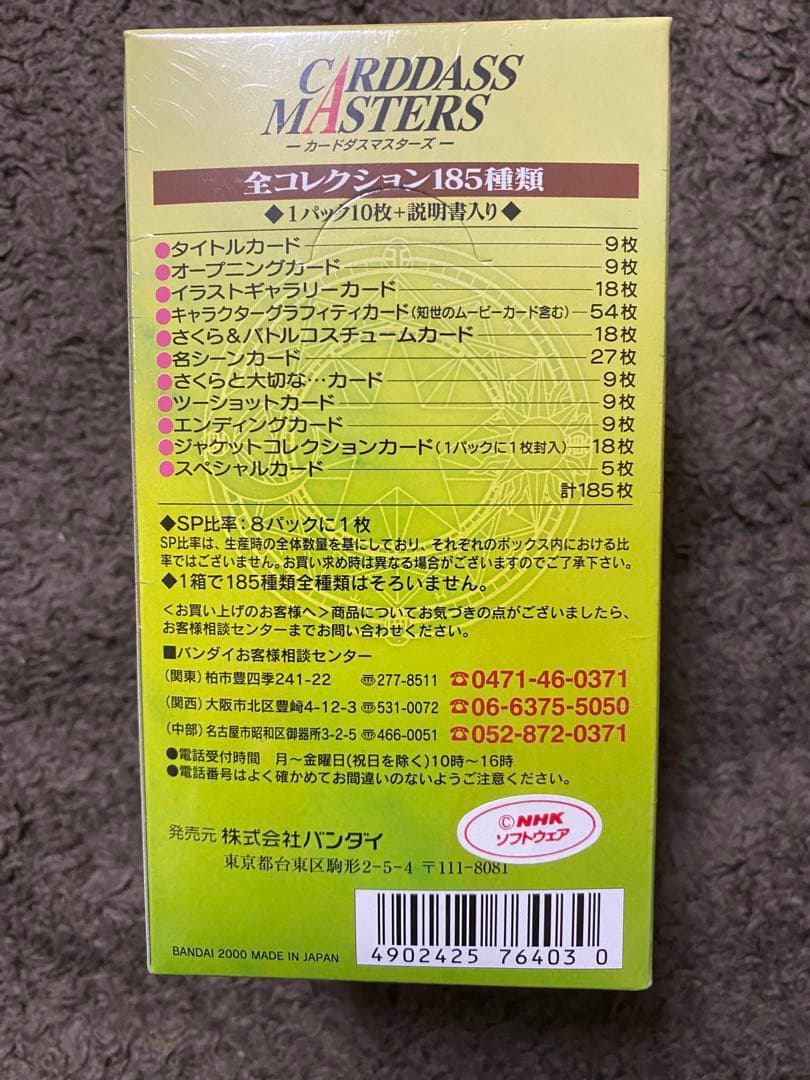 CARDDASS
MASTERS
ーカードダスマスターズー
全コレクション185種類
◆1パック10枚+説明書入り◆
●タイトルカード 9枚
●オープニングカード 9枚
●イラストギャラリーカード 18枚
●キャラクターグラフィティカード(知世のムービーカード含む) 54枚
●さくら&バトルコスチュームカード 18枚
●名シーンカード 27枚
●さくらと大切な…カード 9枚
●ツーショットカード 9枚
●エンディングカード 9枚
●ジャケットコレクションカード(1パックに1枚封入) 18枚
●スペシャルカード 5枚
計185枚
◆SP比率:8パックに1枚
SP比率は、生産時の全体数量を基にしており、それぞれのボックス内における比
率ではございません。お買い求め時は異なる場合がございますのでご了承下さい。
◆1箱で185種類全種類はそろいません。
<お買い上げのお客様へ>商品についてお気づきの点がございましたら、
お客様相談センターまでお問い合わせください。
■バンダイお客様相談センター
(関東)柏市豊四季241-22 〠277-8511 ☎0471-46-0371
(関西)大阪市北区豊﨑4-12-3 〠531-0072 ☎06-6375-5050
(中部)名古屋市昭和区御器所3-2-5 〠466-0051 ☎052-872-0371
●電話受付時間 月〜金曜日(祝日を除く)10時〜16時
●電話番号はよく確かめてお間違いのないようご注意ください。
©NHK
ソフトウェア
発売元 株式会社バンダイ
東京都台東区駒形2-5-4 〒111-8081
BANDAI 2000 MADE IN JAPAN
4902425 76403 0